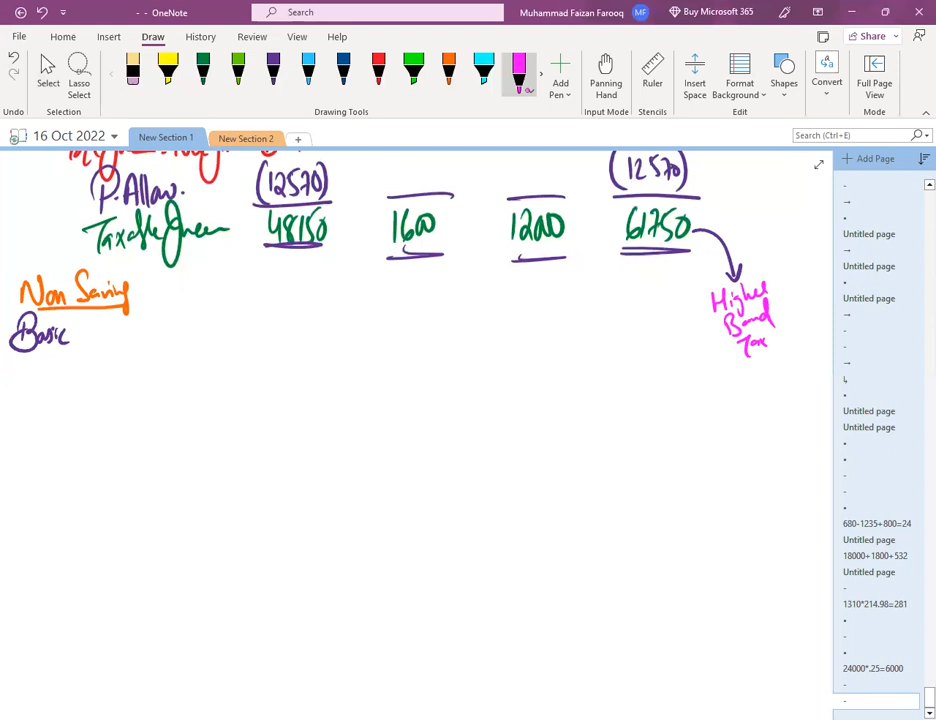 - OneNote
Search
Muhammad Faizan Farooq MF Buy Microsoft 365
File Home Insert Draw History Review View Help Share
Undo Select Lasso Select Add Pen Panning Hand Ruler Insert Space Format Background Shapes Convert Full Page View
Undo Selection Drawing Tools Input Mode Stencils Edit Mode
16 Oct 2022 New Section 1 New Section 2 + Search (Ctrl+E)
Add Page
P. Allow. (12570) (12570)
Taxable 48150 1600 1200 61750
Non Saving
Basic
Higher
Band
Tax
Untitled page
Untitled page
Untitled page
Untitled page
Untitled page
680-1235+800=24
Untitled page
18000+1800+532
Untitled page
1310*214.98=281
24000*.25=6000